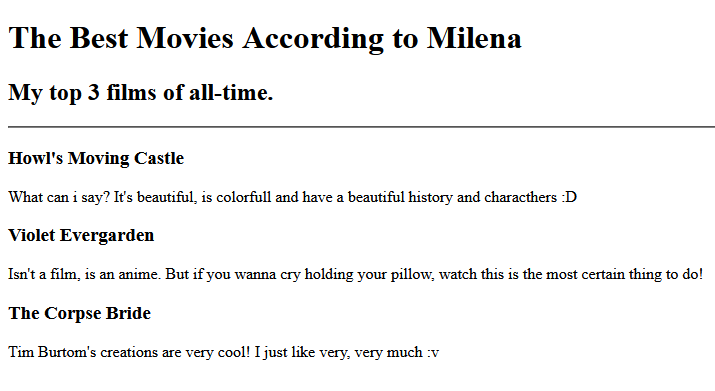 The Best Movies According to Milena
My top 3 films of all-time.
Howl's Moving Castle
What can i say? It's beautiful, is colorfull and have a beautiful history and characthers :D
Violet Evergarden
Isn't a film, is an anime. But if you wanna cry holding your pillow, watch this is the most certain thing to do!
The Corpse Bride
Tim Burtom's creations are very cool! I just like very, very much :v